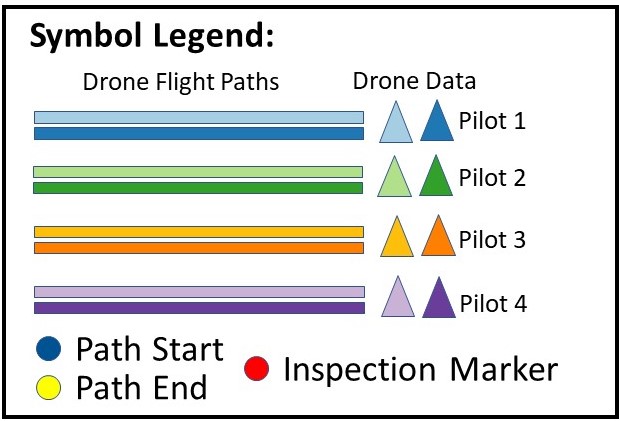 Symbol Legend:
Drone Flight Paths Drone Data
Pilot 1
Pilot 2
Pilot 3
Pilot 4
Path Start
Path End
Inspection Marker